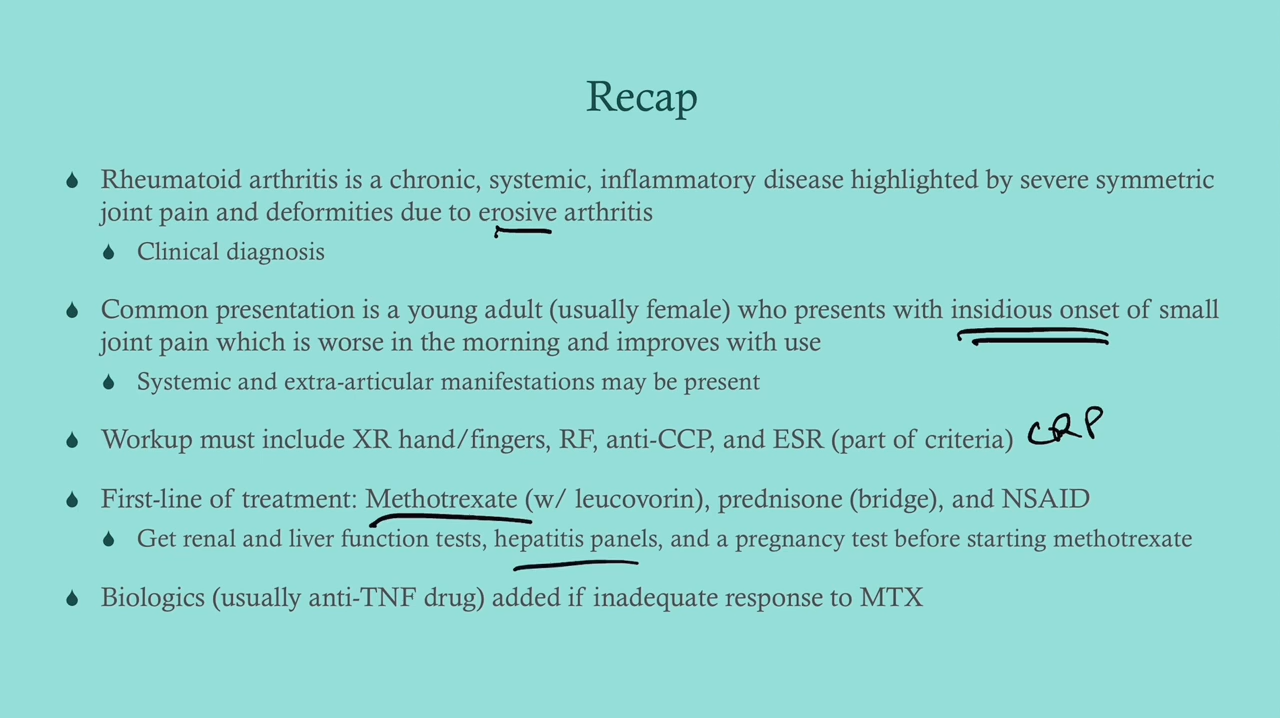 Recap
Rheumatoid arthritis is a chronic, systemic, inflammatory disease highlighted by severe symmetric
joint pain and deformities due to erosive arthritis
Clinical diagnosis
Common presentation is a young adult (usually female) who presents with insidious onset of small
joint pain which is worse in the morning and improves with use
Systemic and extra-articular manifestations may be present
Workup must include XR hand/fingers, RF, anti-CCP, and ESR (part of criteria) CRP
First-line of treatment: Methotrexate (w/ leucovorin), prednisone (bridge), and NSAID
Get renal and liver function tests, hepatitis panels, and a pregnancy test before starting methotrexate
Biologics (usually anti-TNF drug) added if inadequate response to MTX